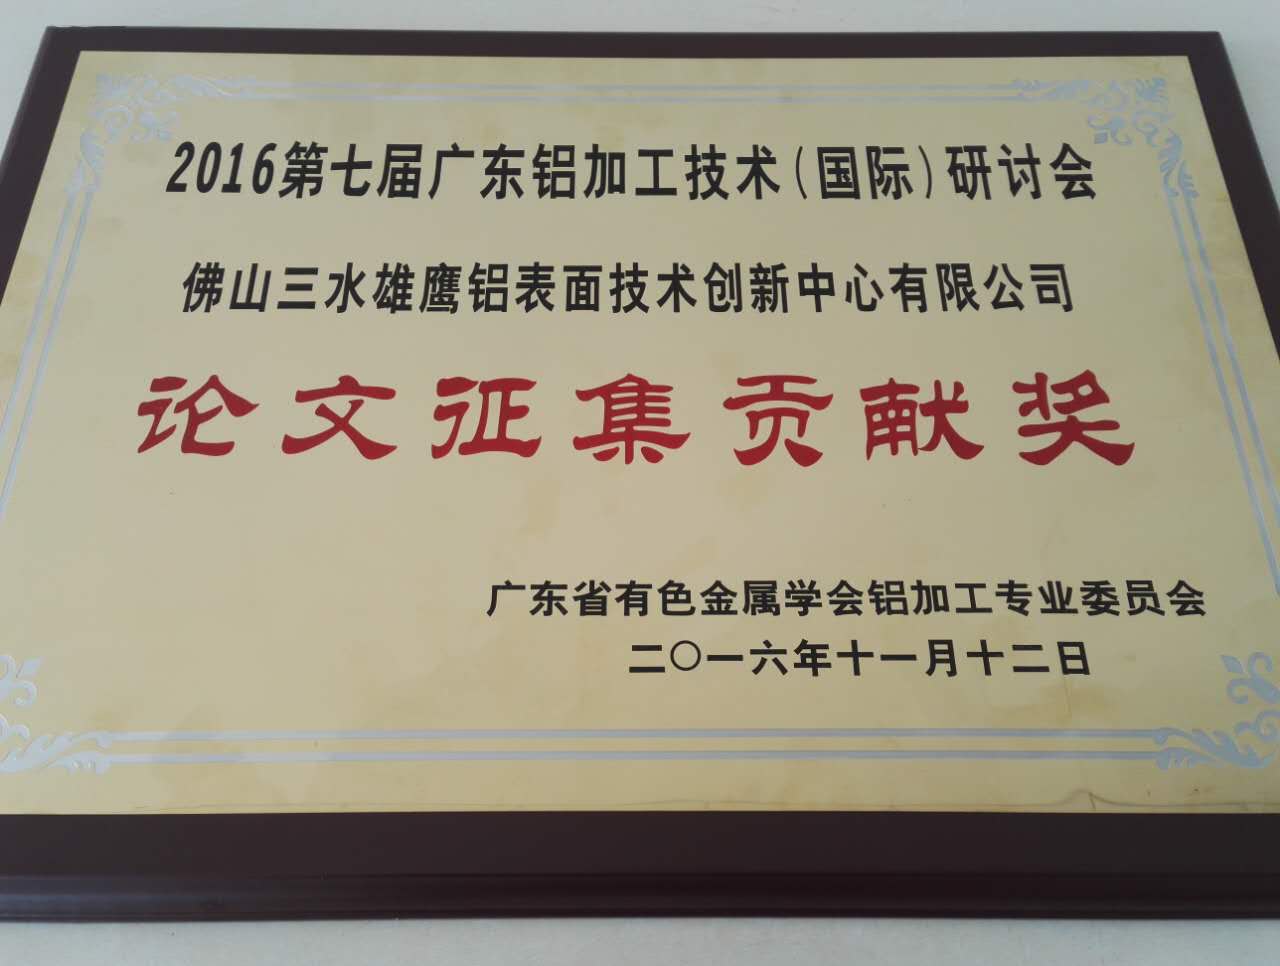 2016第七届广东铝加工技术(国际)研讨会
佛山三水雄鹰铝表面技术创新中心有限公司
论文征集贡献奖
广东省有色金属学会铝加工专业委员会
二〇一六年十一月十二日